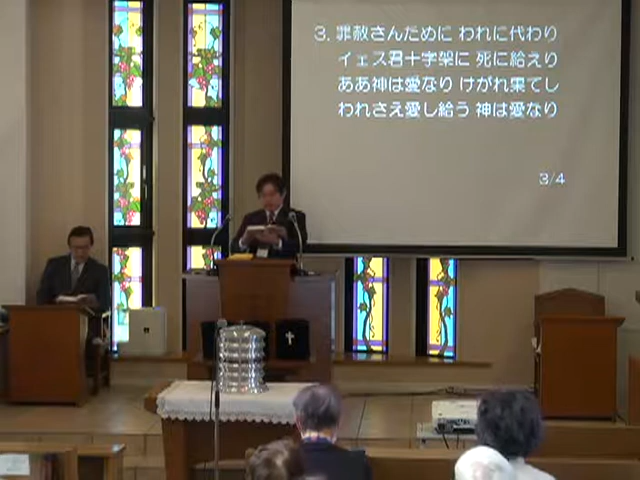 3. 罪赦さんために われに代わり
イェス君十字架に 死に給えり
ああ神は愛なり けがれ果てし
われさえ愛し給う 神は愛なり
3/4